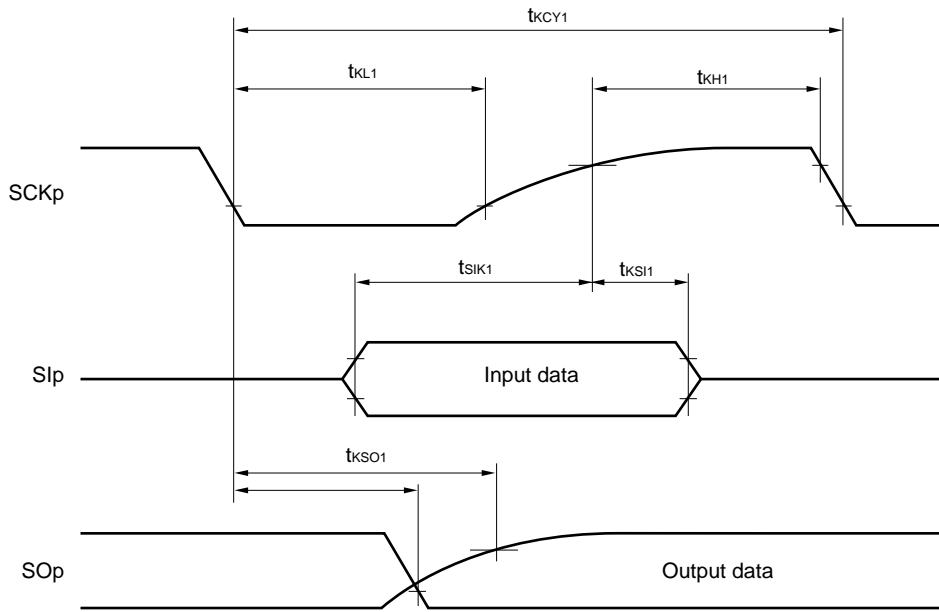 tKCY1
tKL1
tKH1
SCKp
tSIK1
tKSI1
SIp
Input data
tKSO1
SOp
Output data